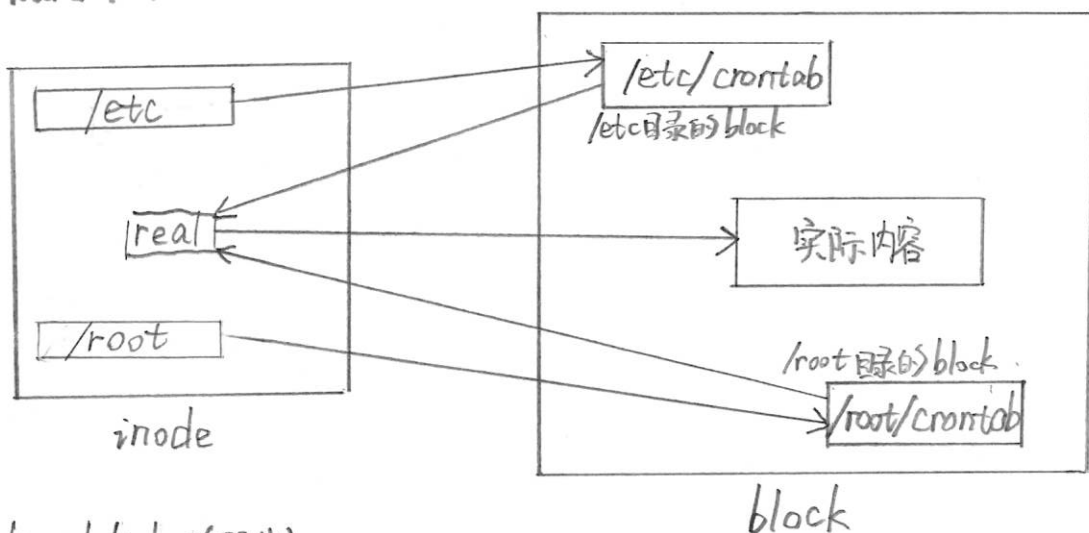 /etc
/etc/crontab
/etc目录的block
real
实际内容
/root
/root目录的block
/root/crontab
inode
block